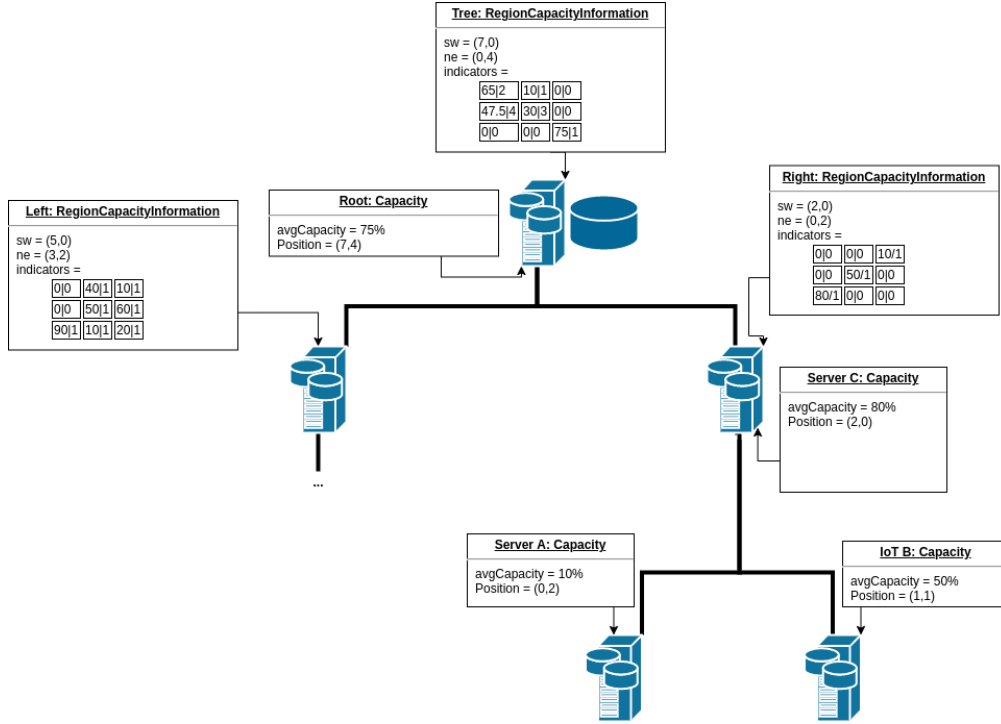 Tree: RegionCapacityInformation
sw = (7,0)
ne = (0,4)
indicators =
65|2 10|1 0|0
47.5|4 30|3 0|0
0|0 0|0 75|1
Root: Capacity
avgCapacity = 75%
Position = (7,4)
Left: RegionCapacityInformation
sw = (5,0)
ne = (3,2)
indicators =
0|0 40|1 10|1
0|0 50|1 60|1
90|1 10|1 20|1
Right: RegionCapacityInformation
sw = (2,0)
ne = (0,2)
indicators =
0|0 0|0 10/1
0|0 50/1 0|0
80/1 0|0 0|0
Server C: Capacity
avgCapacity = 80%
Position = (2,0)
...
Server A: Capacity
avgCapacity = 10%
Position = (0,2)
IoT B: Capacity
avgCapacity = 50%
Position = (1,1)